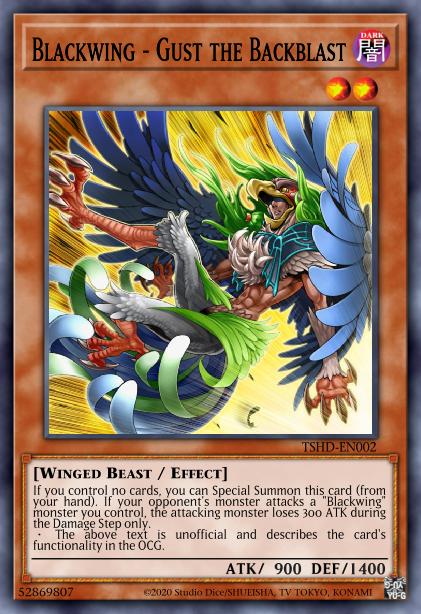 BLACKWING - GUST THE BACKBLAST
DARK
闇
TSHD-EN002
[WINGED BEAST / EFFECT]
If you control no cards, you can Special Summon this card (from
your hand). If your opponent's monster attacks a "Blackwing"
monster you control, the attacking monster loses 300 ATK during
the Damage Step only.
· The above text is unofficial and describes the card's
functionality in the OCG.
ATK/ 900 DEF/1400
52869807
©2020 Studio Dice/SHUEISHA, TV TOKYO, KONAMI